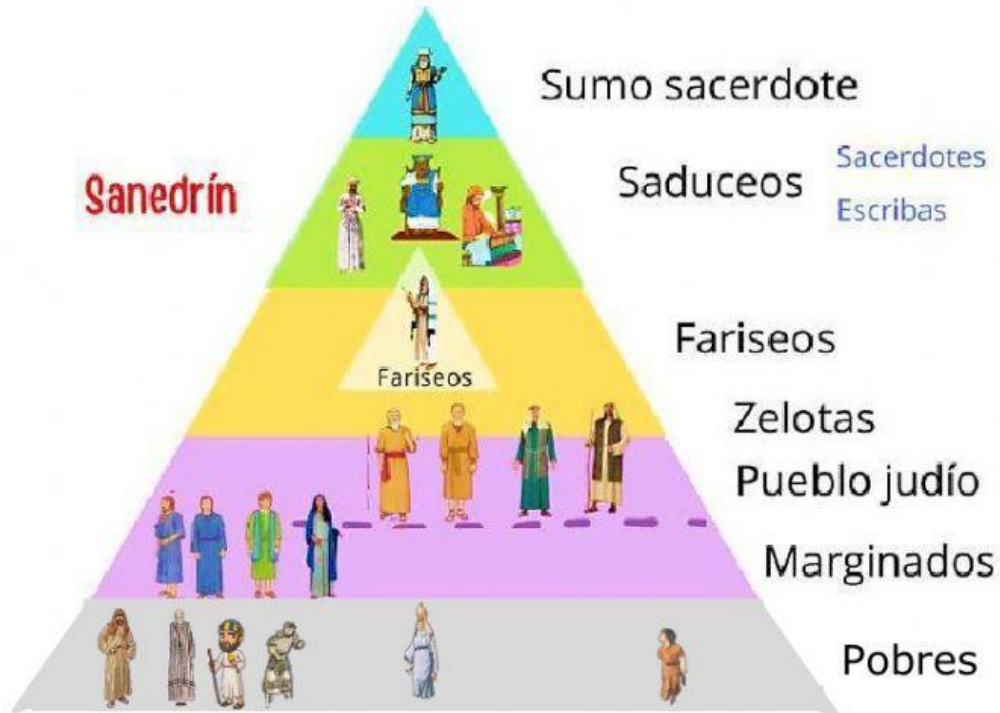 Sumo sacerdote
Sanedrín
Saduceos
Sacerdotes
Escribas
Fariseos
Fariseos
Zelotas
Pueblo judío
Marginados
Pobres